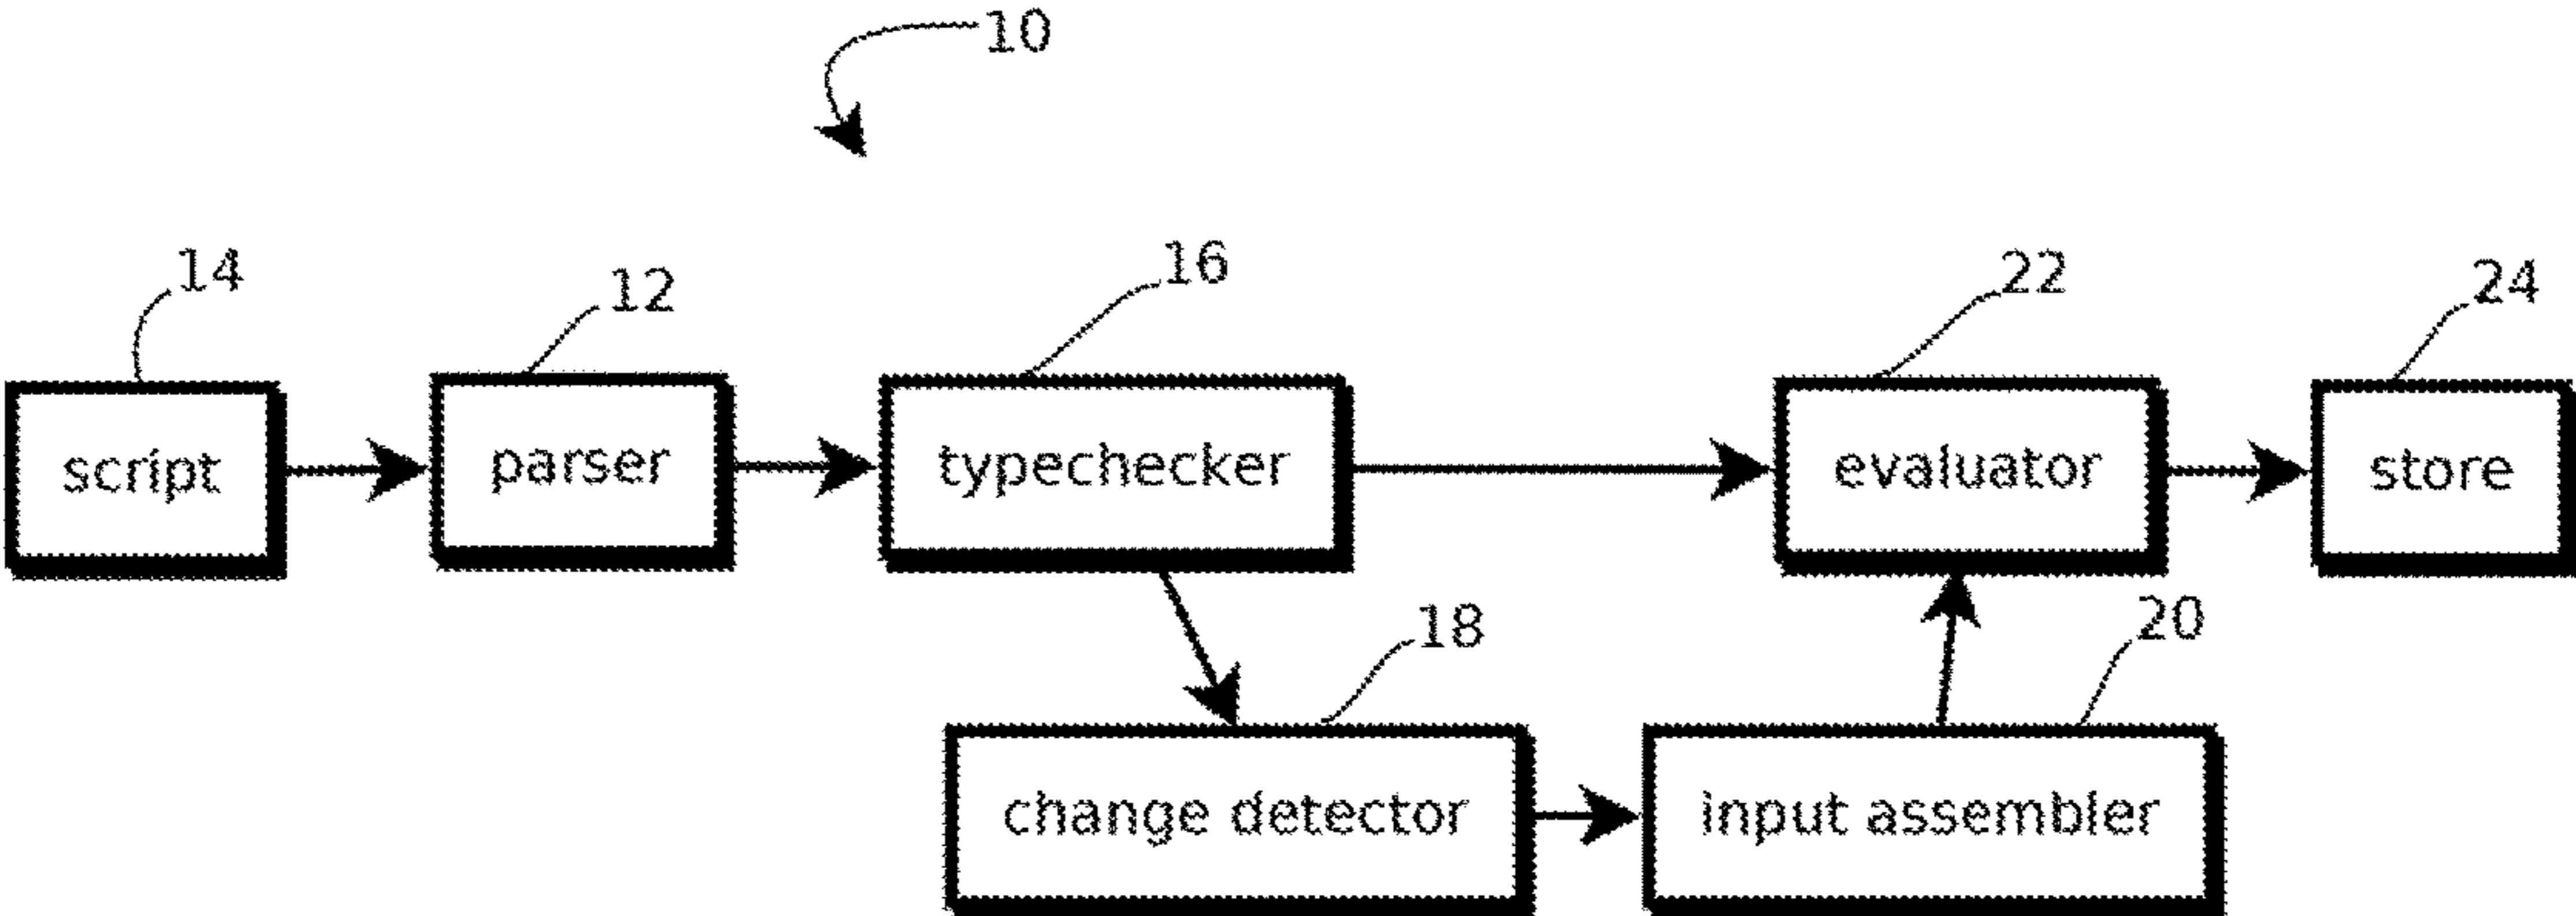 10
14
12
16
22
24
script
parser
typechecker
evaluator
store
18
20
change detector
input assembler